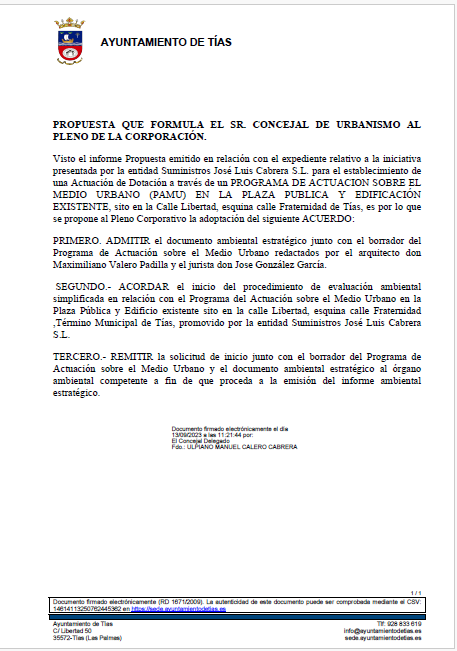 AYUNTAMIENTO DE TÍAS
PROPUESTA QUE FORMULA EL SR. CONCEJAL DE URBANISMO AL
PLENO DE LA CORPORACIÓN.
Visto el informe Propuesta emitido en relación con el expediente relativo a la iniciativa
presentada por la entidad Suministros José Luis Cabrera S.L. para el establecimiento de
una Actuación de Dotación a través de un PROGRAMA DE ACTUACION SOBRE EL
MEDIO URBANO (PAMU) EN LA PLAZA PUBLICA Y EDIFICACIÓN
EXISTENTE, sito en la Calle Libertad, esquina calle Fraternidad de Tías, es por lo que
se propone al Pleno Corporativo la adopción del siguiente ACUERDO:
PRIMERO. ADMITIR el documento ambiental estratégico junto con el borrador del
Programa de Actuación sobre el Medio Urbano redactados por el arquitecto don
Maximiliano Valero Padilla y el jurista don Jose González García.
SEGUNDO.- ACORDAR el inicio del procedimiento de evaluación ambiental
simplificada en relación con el Programa del Actuación sobre el Medio Urbano en la
Plaza Pública y Edificio existente sito en la calle Libertad, esquina calle Fraternidad
,Término Municipal de Tías, promovido por la entidad Suministros José Luis Cabrera
S.L.
TERCERO.- REMITIR la solicitud de inicio junto con el borrador del Programa de
Actuación sobre el Medio Urbano y el documento ambiental estratégico al órgano
ambiental competente a fin de que proceda a la emisión del informe ambiental
estratégico.
Documento firmado electrónicamente el día
13/09/2023 a las 11:21:44 por:
El Concejal Delegado
Fdo.: ULPIANO MANUEL CALERO CABRERA
1 / 1
Documento firmado electrónicamente (RD 1671/2009). La autenticidad de este documento puede ser comprobada mediante el CSV:
14614113250762445362 en https://sede.ayuntamientodetias.es
Ayuntamiento de Tías
C/ Libertad 50
35572-Tías (Las Palmas)
Tlf: 928 833 619
info@ayuntamientodetias.es
sede.ayuntamientodetias.es